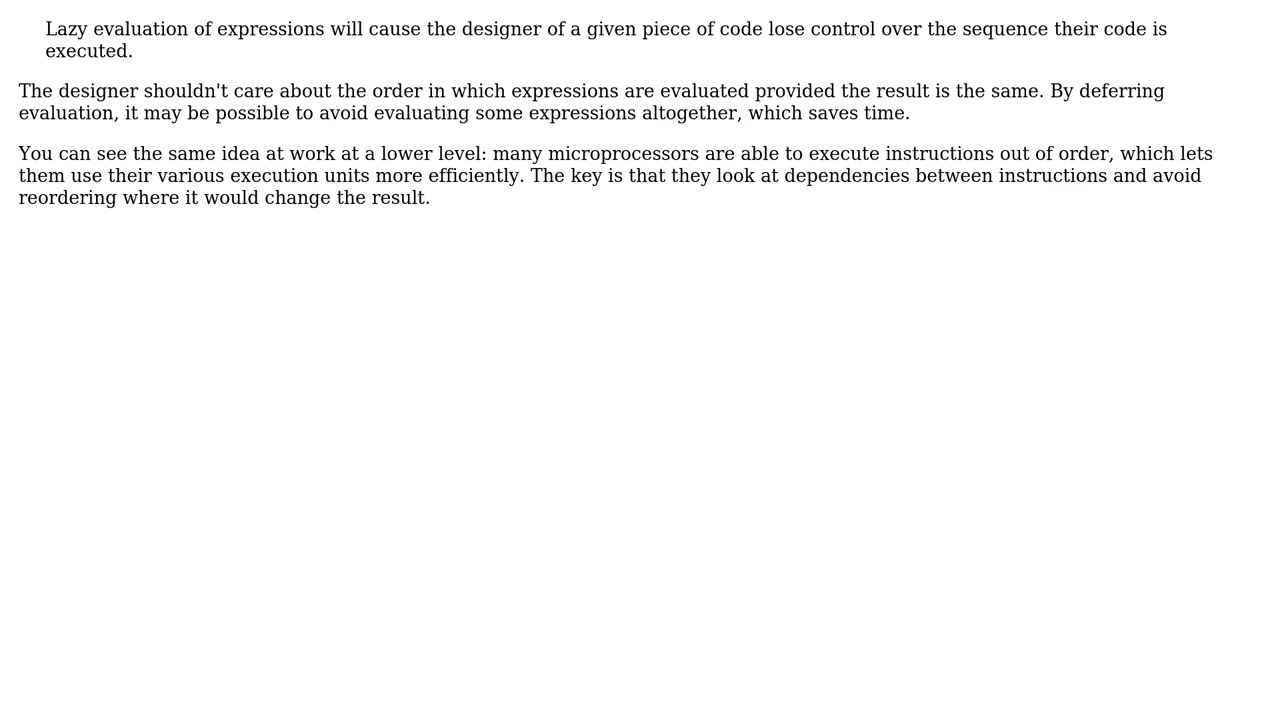 Lazy evaluation of expressions will cause the designer of a given piece of code lose control over the sequence their code is
executed.
The designer shouldn't care about the order in which expressions are evaluated provided the result is the same. By deferring
evaluation, it may be possible to avoid evaluating some expressions altogether, which saves time.
You can see the same idea at work at a lower level: many microprocessors are able to execute instructions out of order, which lets
them use their various execution units more efficiently. The key is that they look at dependencies between instructions and avoid
reordering where it would change the result.